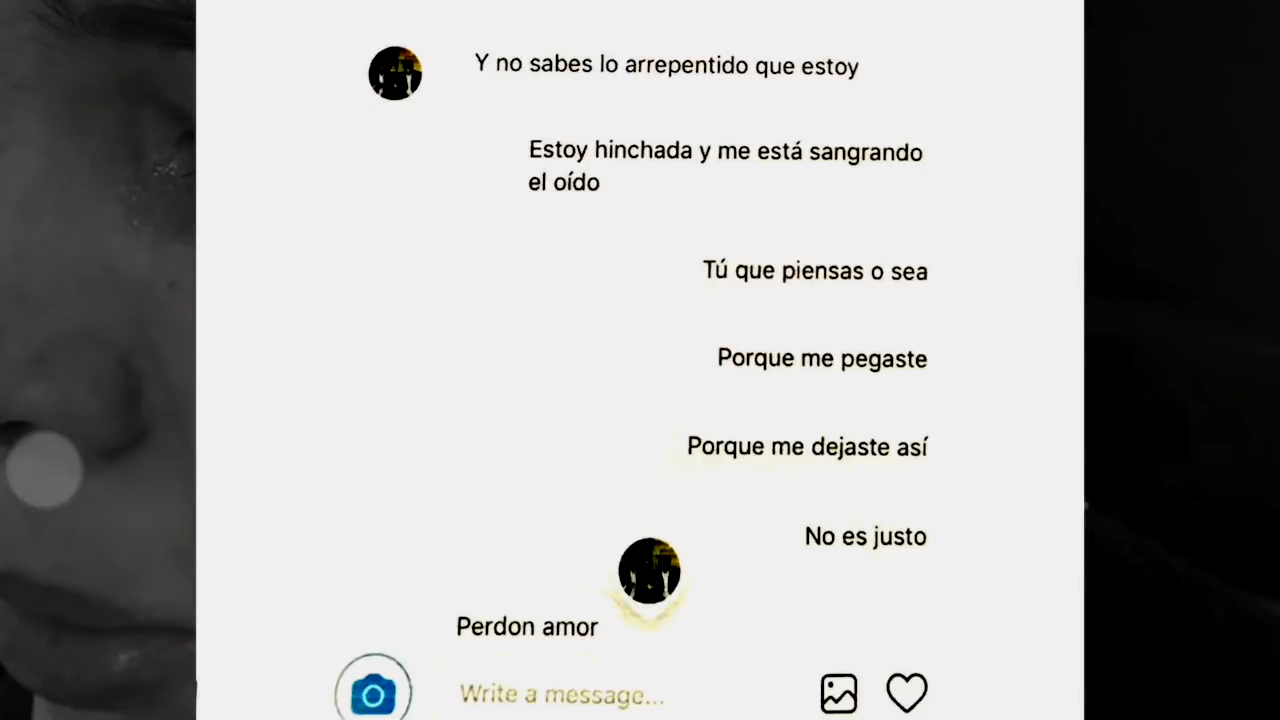 Y no sabes lo arrepentido que estoy
Estoy hinchada y me está sangrando
el oído
Tú que piensas o sea
Porque me pegaste
Porque me dejaste así
No es justo
Perdon amor
Write a message...